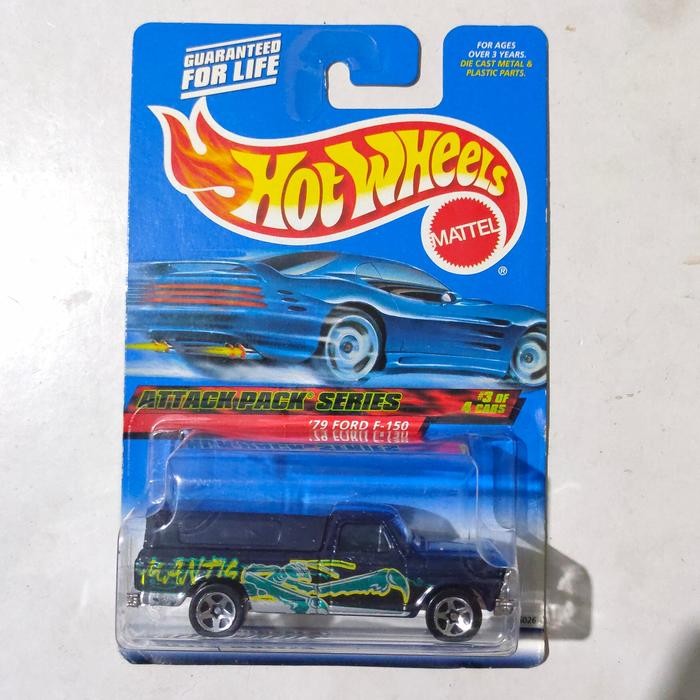 GUARANTEED
FOR LIFE
FOR AGES
OVER 3 YEARS.
DIE CAST METAL &
PLASTIC PARTS.
HOT WHEELS
MATTEL
®
ATTACK PACK® SERIES
#3 OF
4 CARS
'79 FORD F-150